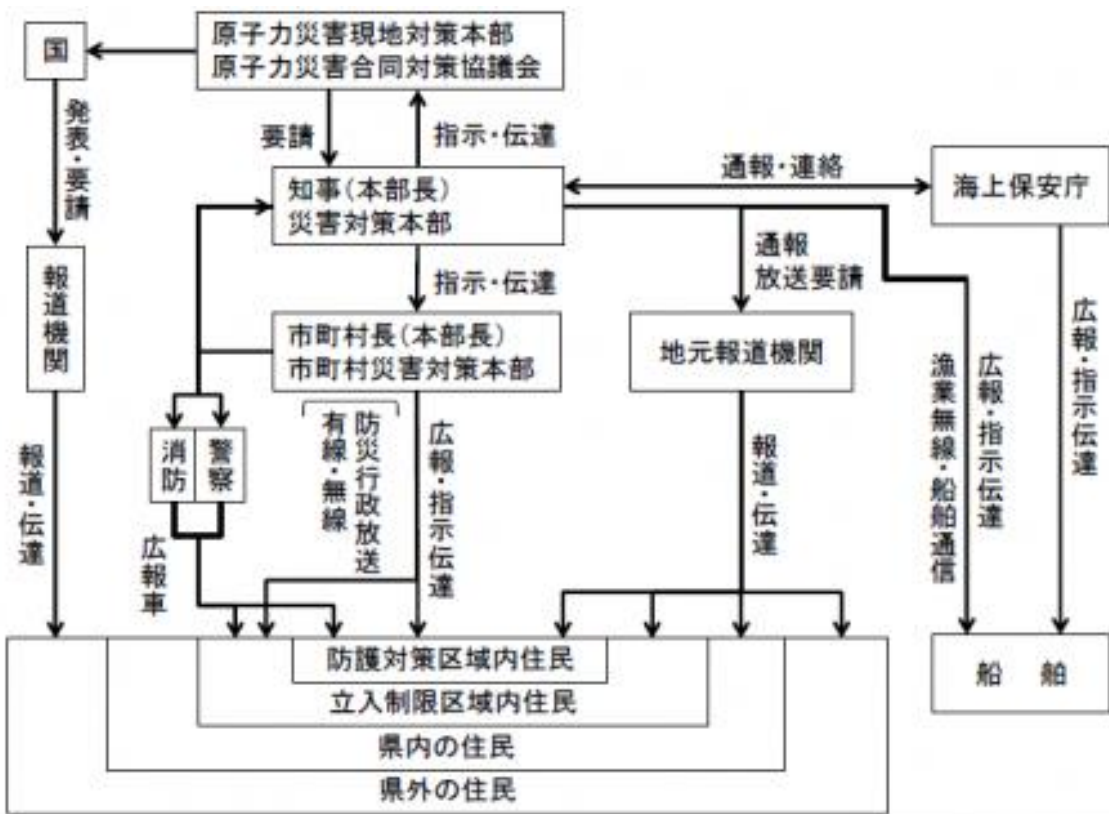 国
原子力災害現地対策本部
原子力災害合同対策協議会
発表・要請
要請
指示・伝達
通報・連絡
知事(本部長)
災害対策本部
海上保安庁
報道機関
指示・伝達
通報
放送要請
市町村長(本部長)
市町村災害対策本部
地元報道機関
広報・指示伝達
消防
警察
防災行政放送
有線・無線
広報・指示伝達
報道・伝達
広報・指示伝達
漁業無線・船舶通信
報道・伝達
広報車
防護対策区域内住民
立入制限区域内住民
県内の住民
県外の住民
船 舶